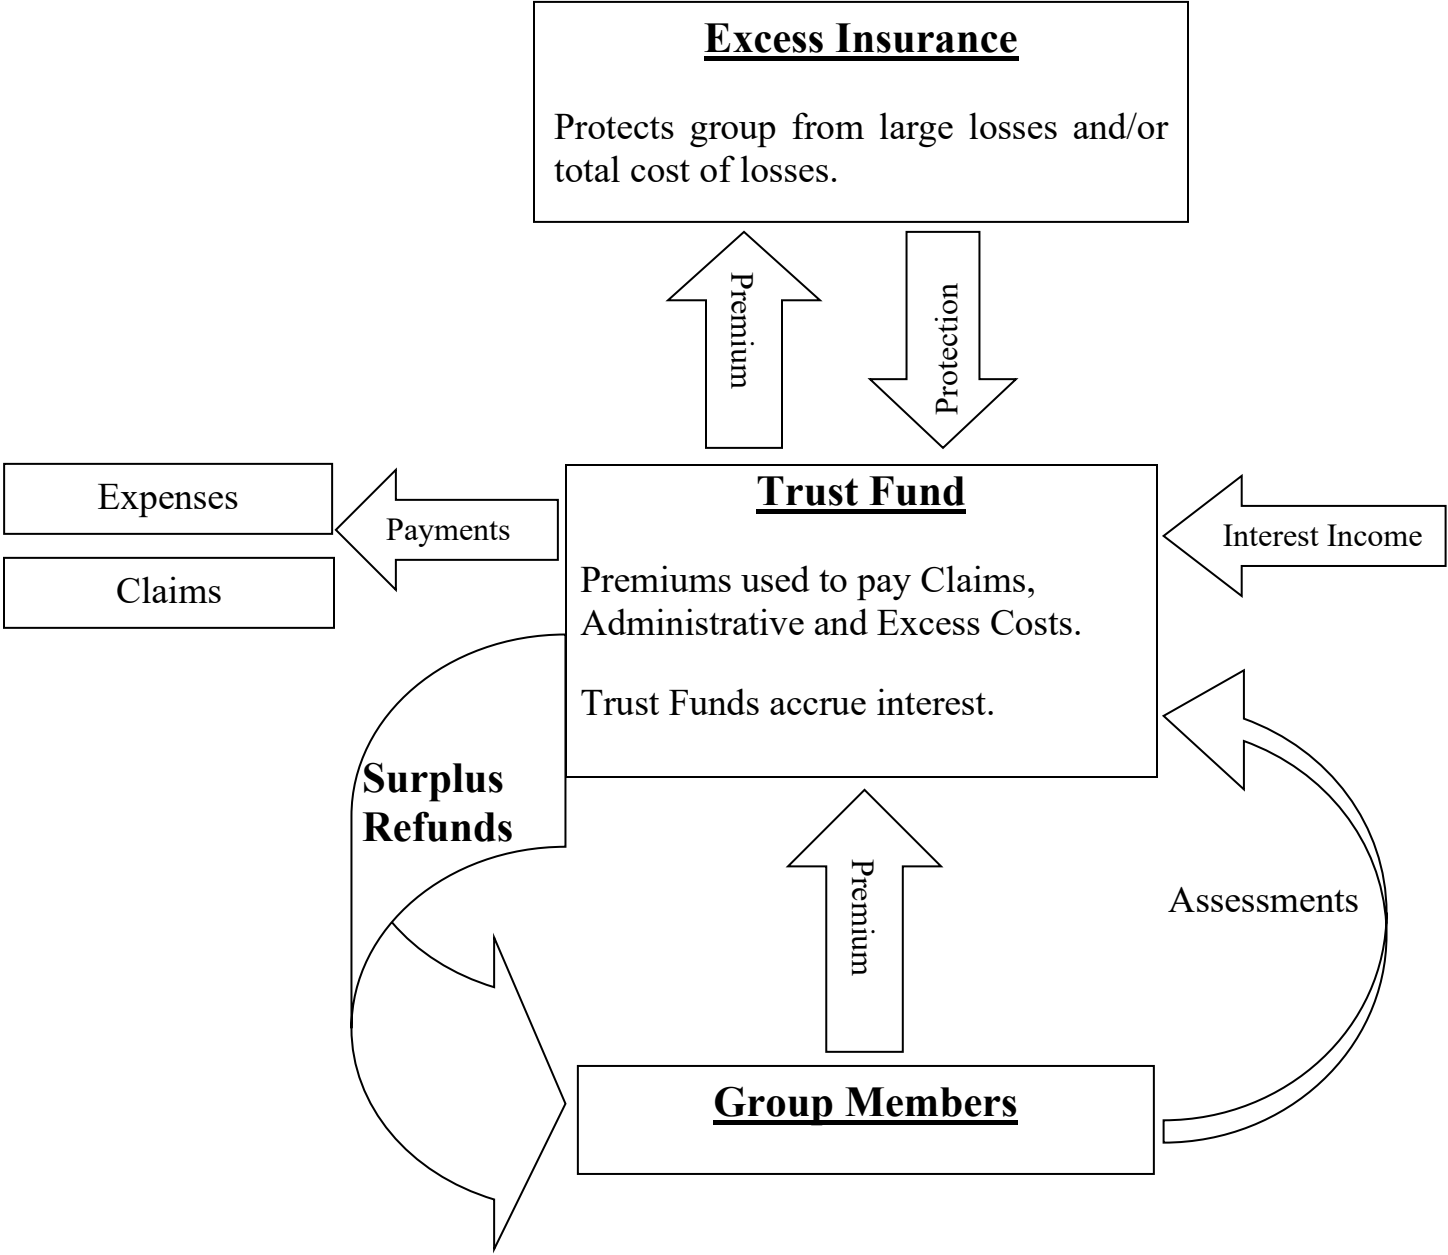 Excess Insurance
Protects group from large losses and/or
total cost of losses.
Premium
Protection
Expenses
Claims
Payments
Trust Fund
Premiums used to pay Claims,
Administrative and Excess Costs.
Trust Funds accrue interest.
Interest Income
Surplus
Refunds
Premium
Assessments
Group Members